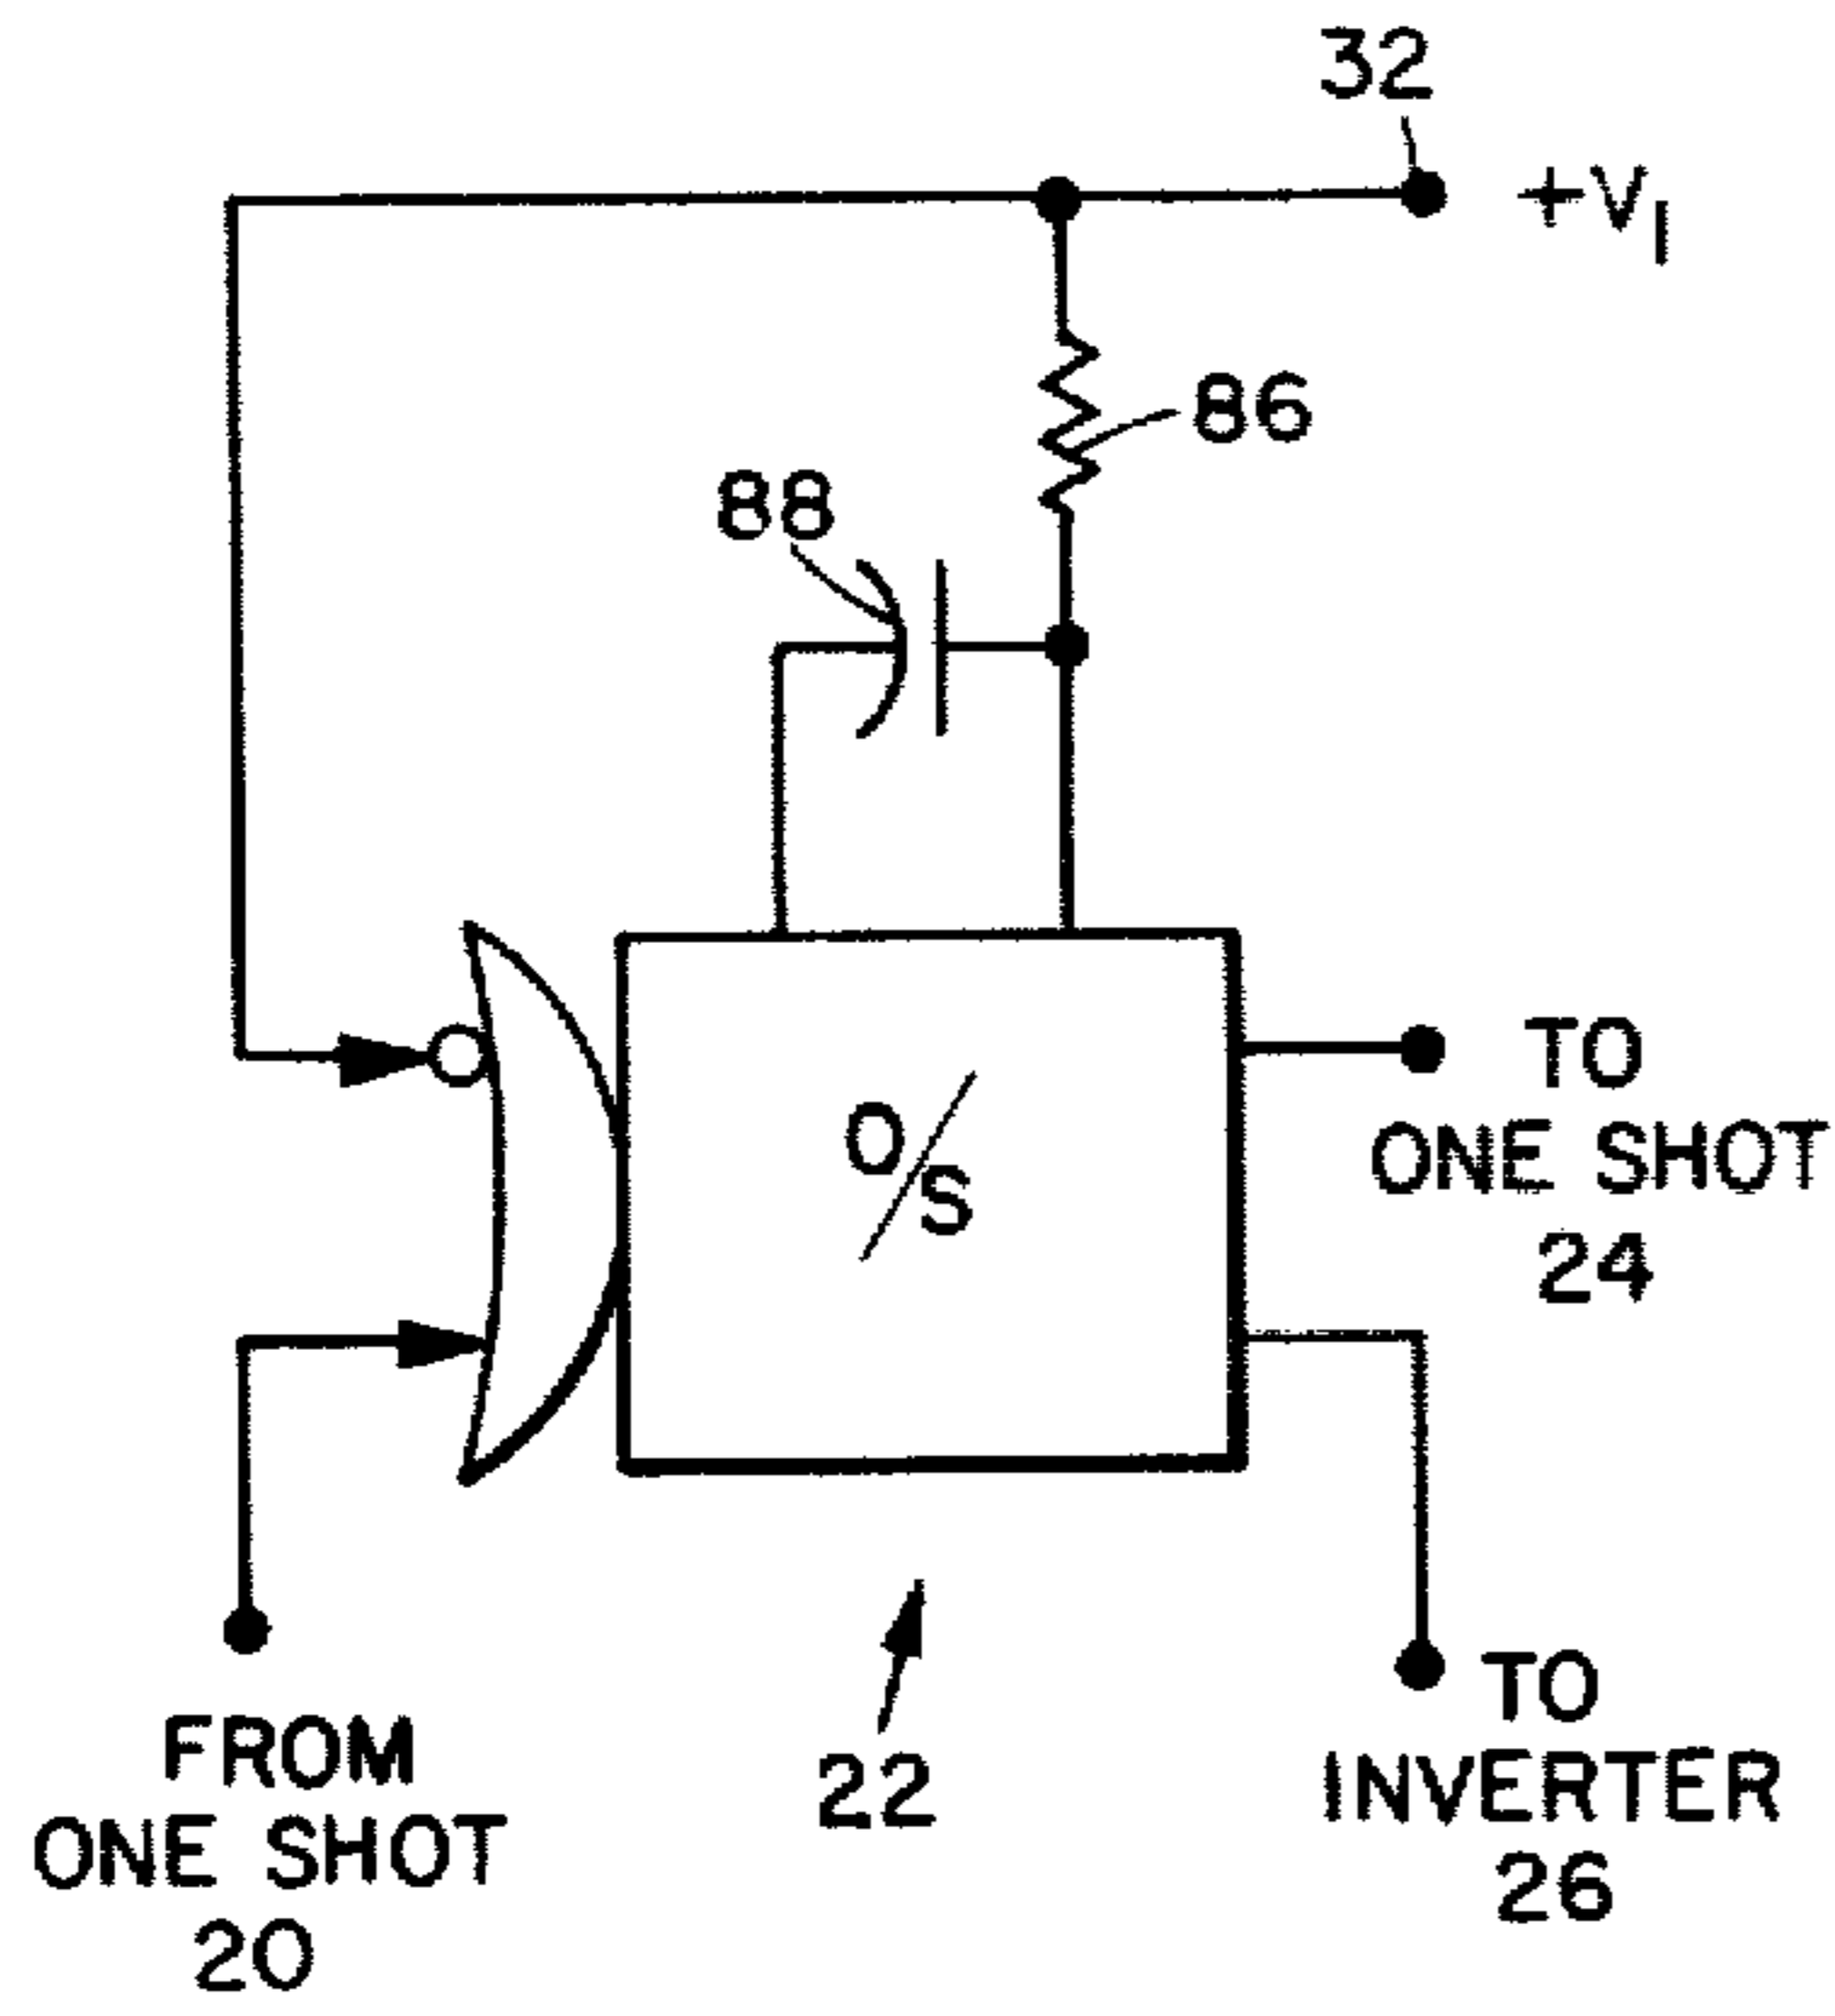 32
+V1
86
88
O/S
TO
ONE SHOT
24
FROM
ONE SHOT
20
22
TO
INVERTER
26